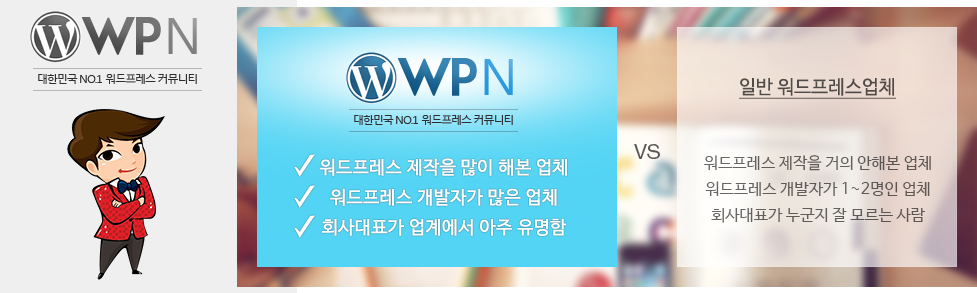 WPN
대한민국 NO.1 워드프레스 커뮤니티
WPN
대한민국 NO.1 워드프레스 커뮤니티
워드프레스 제작을 많이 해본 업체
워드프레스 개발자가 많은 업체
회사대표가 업계에서 아주 유명함
VS
일반 워드프레스업체
워드프레스 제작을 거의 안해본 업체
워드프레스 개발자가 1~2명인 업체
회사대표가 누군지 잘 모르는 사람